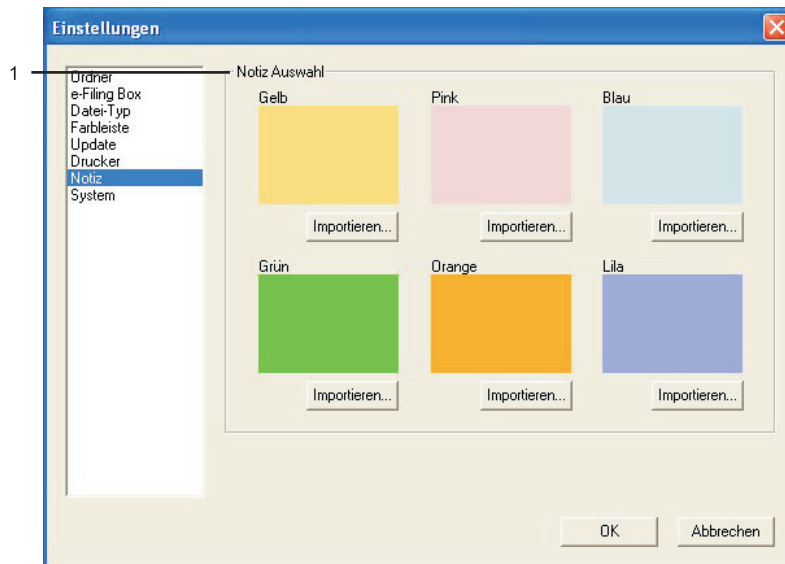 Einstellungen
1
Ordner
e-Filing Box
Datei-Typ
Farbleiste
Update
Drucker
Notiz
System
Notiz Auswahl
Gelb
Pink
Blau
Importieren...
Importieren...
Importieren...
Grün
Orange
Lila
Importieren...
Importieren...
Importieren...
OK
Abbrechen